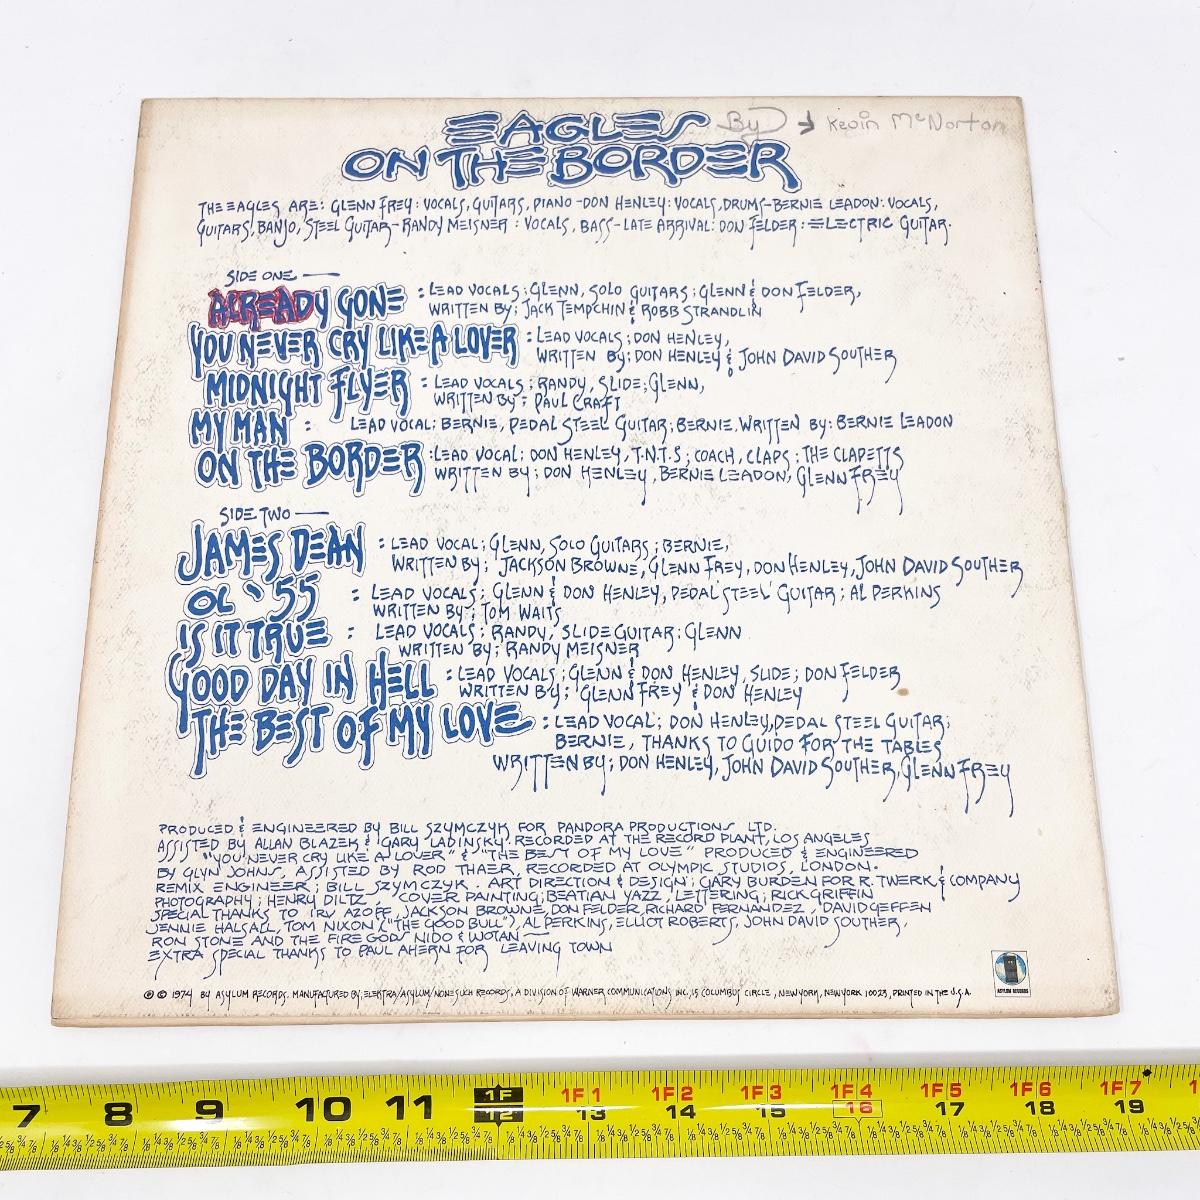 EAGLES By Kevin McNorton
ON THE BORDER
THE EAGLES ARE: GLENN FREY: VOCALS, GUITARS, PIANO-DON HENLEY: VOCALS, DRUMS-BERNIE LEADON: VOCALS,
GUITARS, BANJO, STEEL GUITAR-RANDY MEISNER: VOCALS, BASS-LATE ARRIVAL: DON FELDER: ELECTRIC GUITAR.
SIDE ONE —
ALREADY GONE : LEAD VOCALS; GLENN, SOLO GUITARS; GLENN & DON FELDER,
WRITTEN BY; JACK TEMPCHIN & ROBB STRANDLIN
YOU NEVER CRY LIKE A LOVER : LEAD VOCALS; DON HENLEY,
WRITTEN BY; DON HENLEY & JOHN DAVID SOUTHER
MIDNIGHT FLYER : LEAD VOCALS; RANDY, SLIDE; GLENN,
WRITTEN BY; PAUL CRAFT
MY MAN : LEAD VOCAL: BERNIE, PEDAL STEEL GUITAR; BERNIE, WRITTEN BY: BERNIE LEADON
ON THE BORDER : LEAD VOCAL; DON HENLEY, T.N.T.S; COACH, CLAPS; THE CLAPETTS
WRITTEN BY; DON HENLEY, BERNIE LEADON, GLENN FREY
SIDE TWO —
JAMES DEAN : LEAD VOCAL; GLENN, SOLO GUITARS; BERNIE,
WRITTEN BY; JACKSON BROWNE, GLENN FREY, DON HENLEY, JOHN DAVID SOUTHER
OL' 55 : LEAD VOCALS; GLENN & DON HENLEY, PEDAL STEEL GUITAR; AL PERKINS
WRITTEN BY; TOM WAITS
IS IT TRUE : LEAD VOCALS; RANDY, SLIDE GUITAR; GLENN
WRITTEN BY; RANDY MEISNER
GOOD DAY IN HELL : LEAD VOCALS; GLENN & DON HENLEY, SLIDE; DON FELDER
WRITTEN BY; GLENN FREY & DON HENLEY
THE BEST OF MY LOVE : LEAD VOCAL; DON HENLEY, PEDAL STEEL GUITAR;
BERNIE, THANKS TO GUIDO FOR THE TABLES
WRITTEN BY; DON HENLEY, JOHN DAVID SOUTHER, GLENN FREY
PRODUCED & ENGINEERED BY BILL SZYMCZYK FOR PANDORA PRODUCTIONS LTD.
ASSISTED BY ALLAN BLAZEK & GARY LADINSKY. RECORDED AT THE RECORD PLANT, LOS ANGELES
"YOU NEVER CRY LIKE A LOVER" & "THE BEST OF MY LOVE" PRODUCED & ENGINEERED
BY GLYN JOHNS, ASSISTED BY ROD THAER, RECORDED AT OLYMPIC STUDIOS, LONDON.
REMIX ENGINEER; BILL SZYMCZYK. ART DIRECTION & DESIGN; GARY BURDEN FOR R. TWERK & COMPANY
PHOTOGRAPHY; HENRY DILTZ, COVER PAINTING; BEATIAN YAZZ, LETTERING; RICK GRIFFIN
SPECIAL THANKS TO IRV AZOFF, JACKSON BROWNE, DON FELDER, RICHARD FERNANDEZ, DAVID GEFFEN
JENNIE HALSALL, TOM NIXON ("THE GOOD BULL"), AL PERKINS, ELLIOT ROBERTS, JOHN DAVID SOUTHER,
RON STONE AND THE FIRE GODS NIDO & WOTAN —
EXTRA SPECIAL THANKS TO PAUL AHERN FOR LEAVING TOWN
℗ © 1974 BY ASYLUM RECORDS. MANUFACTURED BY; ELEKTRA/ASYLUM/NONESUCH RECORDS, A DIVISION OF WARNER COMMUNICATIONS INC, 15 COLUMBUS CIRCLE, NEW YORK, NEW YORK 10023, PRINTED IN THE U.S.A.
ASYLUM RECORDS
1F 1F1 1F2 1F3 1F4 1F5 1F6 1F7
7 8 9 10 11 12 13 14 15 16 17 18 19